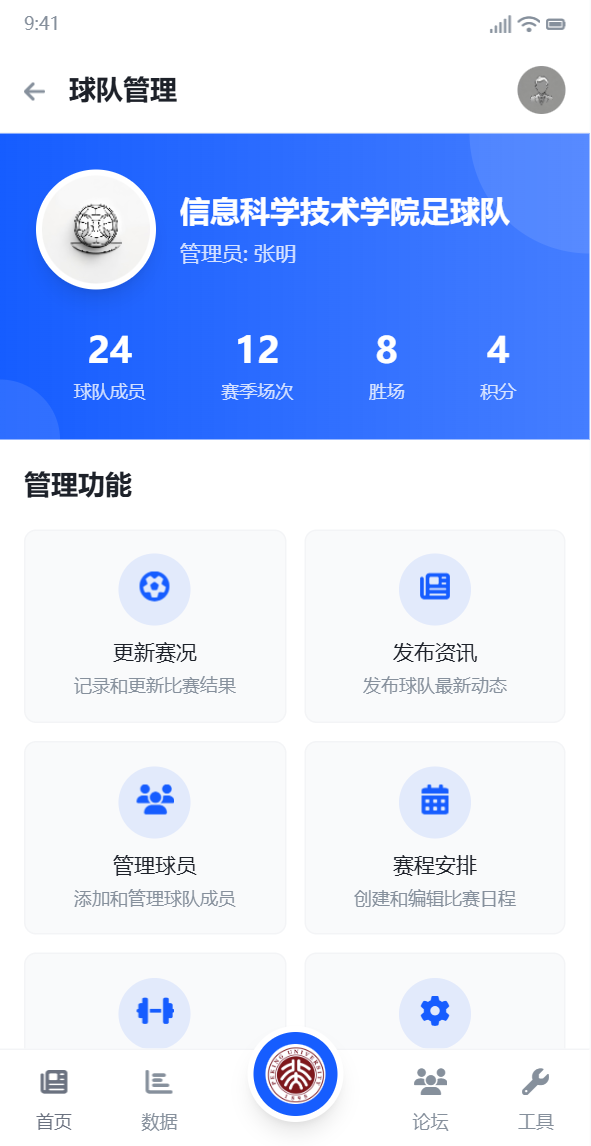 9:41
球队管理
信息科学技术学院足球队
管理员: 张明
24 12 8 4
球队成员 赛季场次 胜场 积分
管理功能
更新赛况 发布资讯
记录和更新比赛结果 发布球队最新动态
管理球员 赛程安排
添加和管理球队成员 创建和编辑比赛日程
PEKING UNIVERSITY
1898
首页 数据 论坛 工具